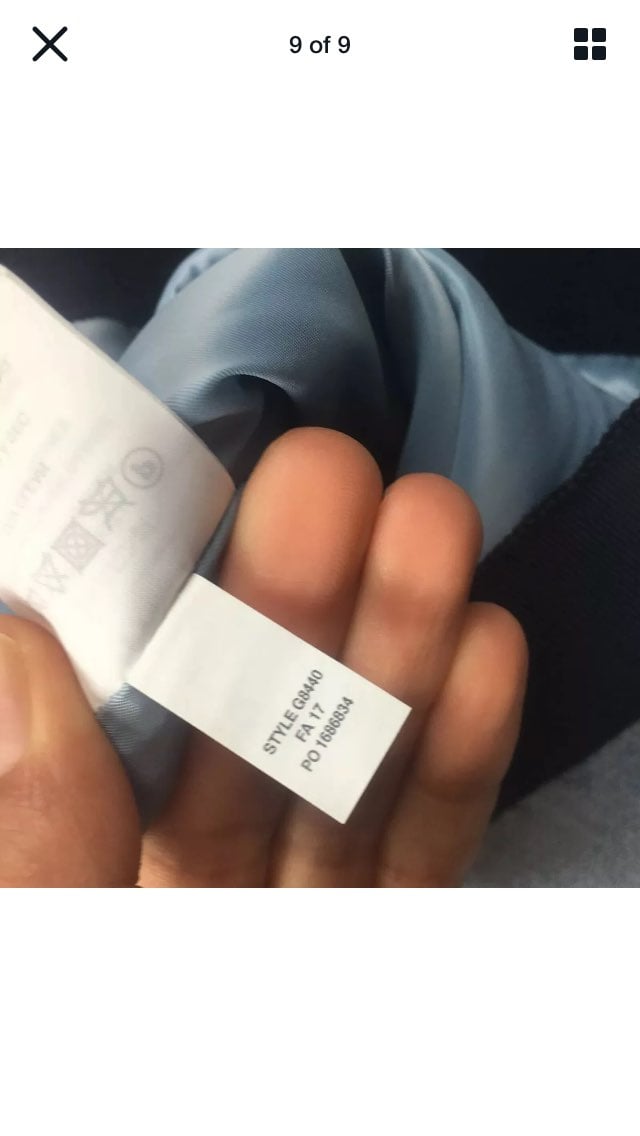 9 of 9
STYLE G8440
FA 17
PO 1686834